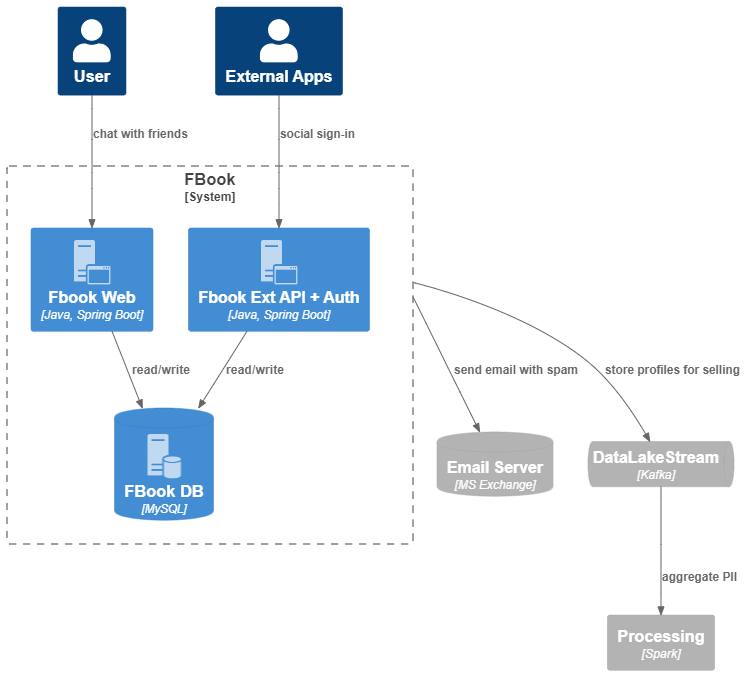 User
External Apps
chat with friends
social sign-in
FBook
[System]
Fbook Web
[Java, Spring Boot]
Fbook Ext API + Auth
[Java, Spring Boot]
read/write
read/write
send email with spam
store profiles for selling
FBook DB
[MySQL]
Email Server
[MS Exchange]
DataLakeStream
[Kafka]
aggregate PII
Processing
[Spark]